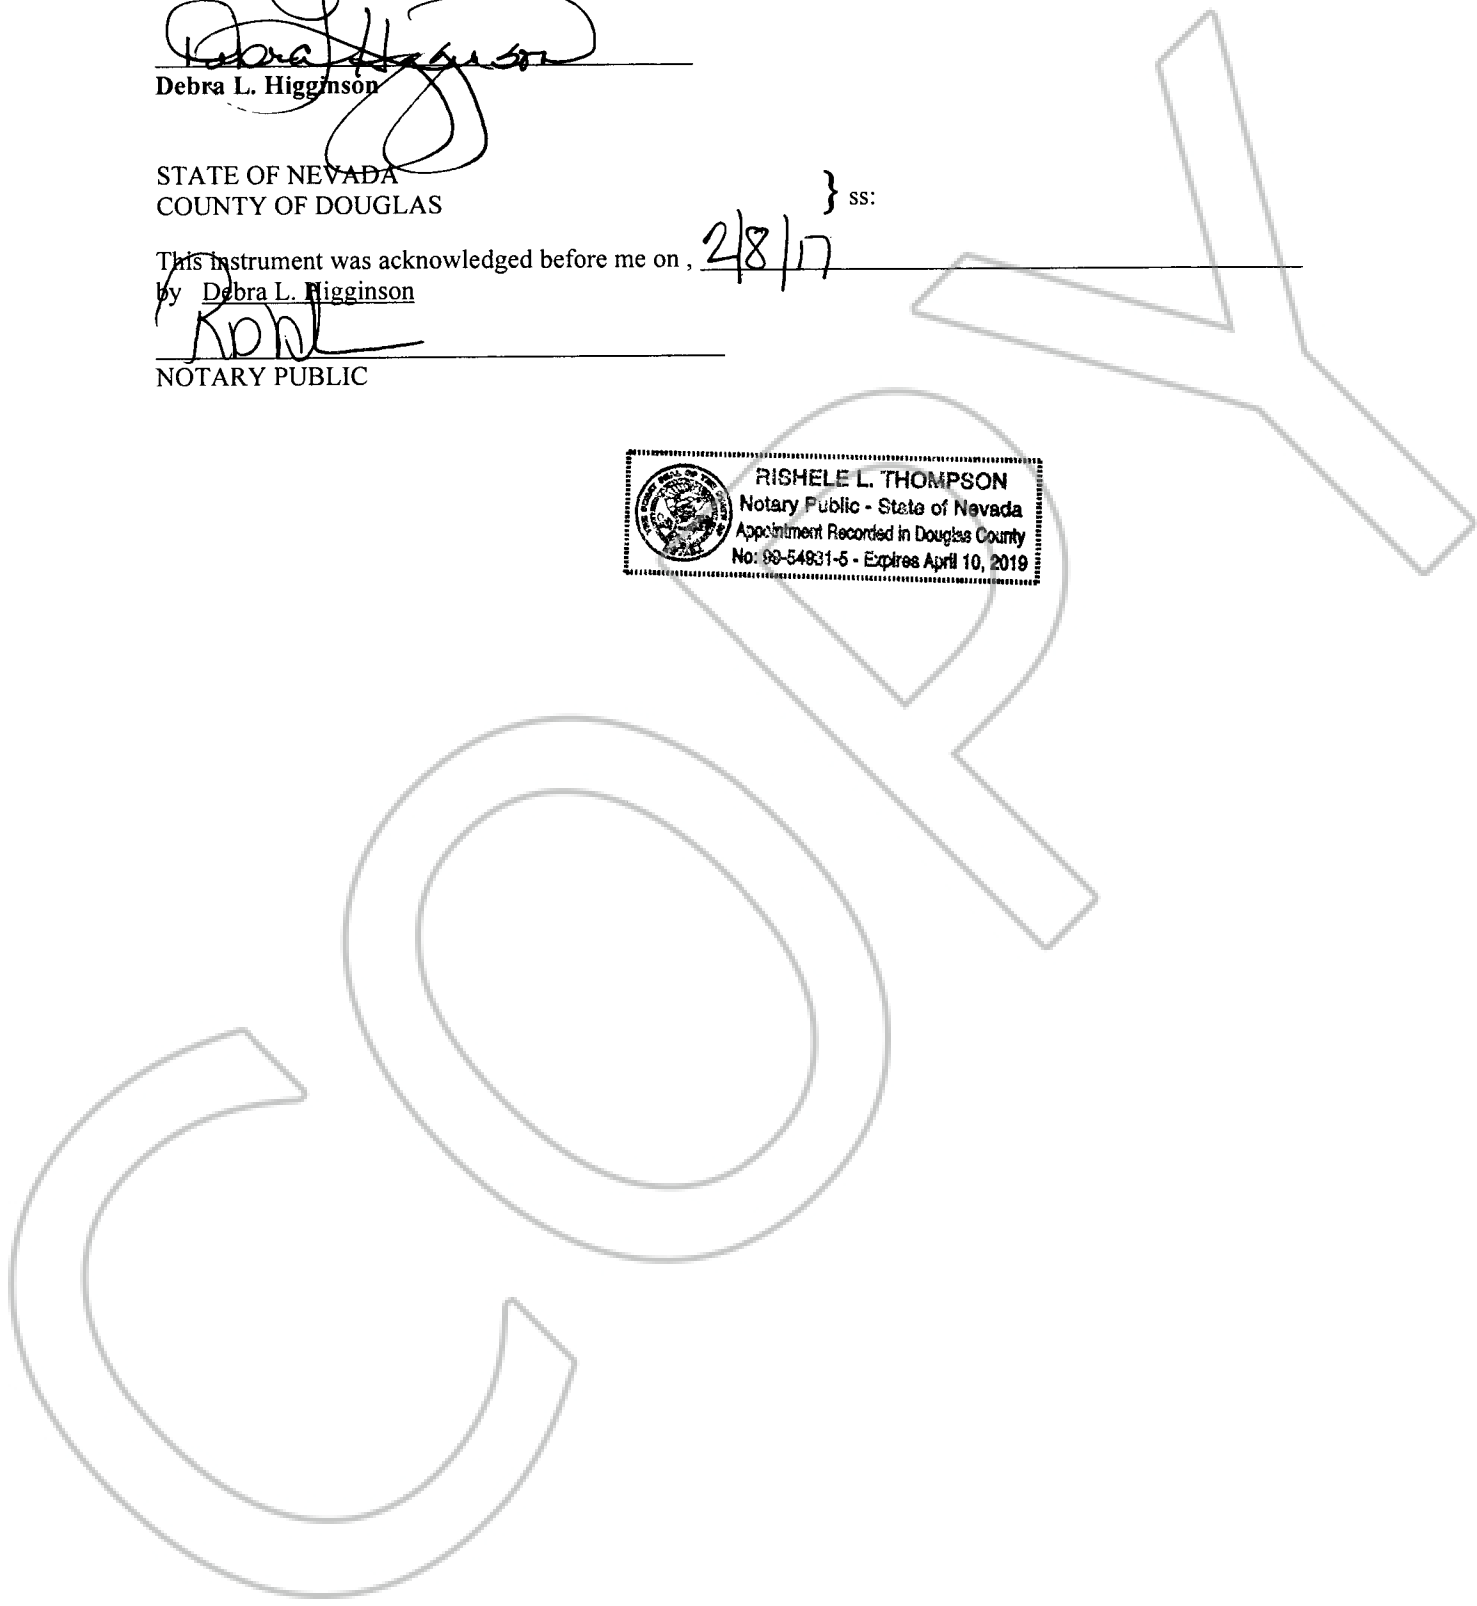 Debra L Higginson
Debra L. Higginson
STATE OF NEVADA
COUNTY OF DOUGLAS
} ss:
This instrument was acknowledged before me on , 2/8/17
by Debra L. Higginson
NOTARY PUBLIC
RISHELE L. THOMPSON
Notary Public - State of Nevada
Appointment Recorded in Douglas County
No: 99-54931-5 - Expires April 10, 2019
COPY